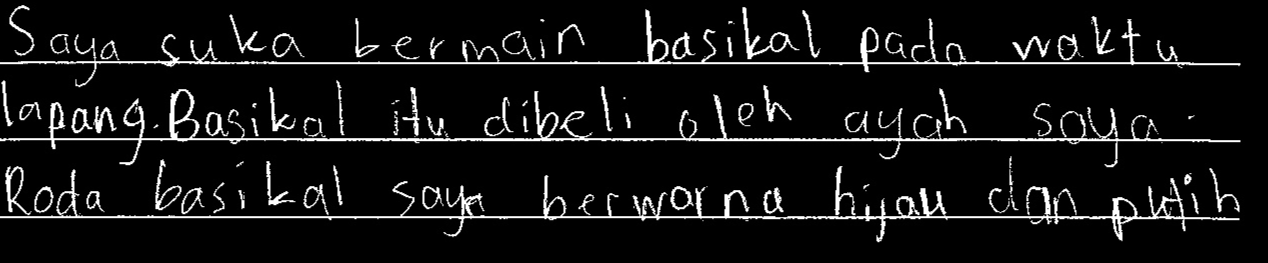 Saya suka bermain basikal pada waktu
lapang. Basikal itu dibeli oleh ayah saya.
Roda basikal saya berwarna hijau dan putih